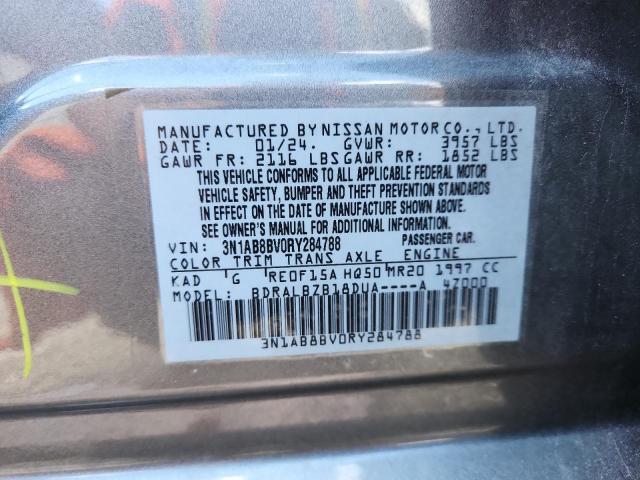 MANUFACTURED BY NISSAN MOTOR CO., LTD.
DATE: 01/24. GVWR: 3957 LBS
GAWR FR: 2116 LBS GAWR RR: 1852 LBS
THIS VEHICLE CONFORMS TO ALL APPLICABLE FEDERAL MOTOR
VEHICLE SAFETY, BUMPER AND THEFT PREVENTION STANDARDS
IN EFFECT ON THE DATE OF MANUFACTURE SHOWN ABOVE.
SEE OWNER'S MANUAL FOR ADDITIONAL INFORMATION.
VIN: 3N1AB8BV0RY284788 PASSENGER CAR.
COLOR TRIM TRANS AXLE ENGINE
KAD G RE0F15A HQ50 MR20 1997 CC
MODEL BDRALBZB18DUA----A 4Z000
3N1AB8BV0RY284788